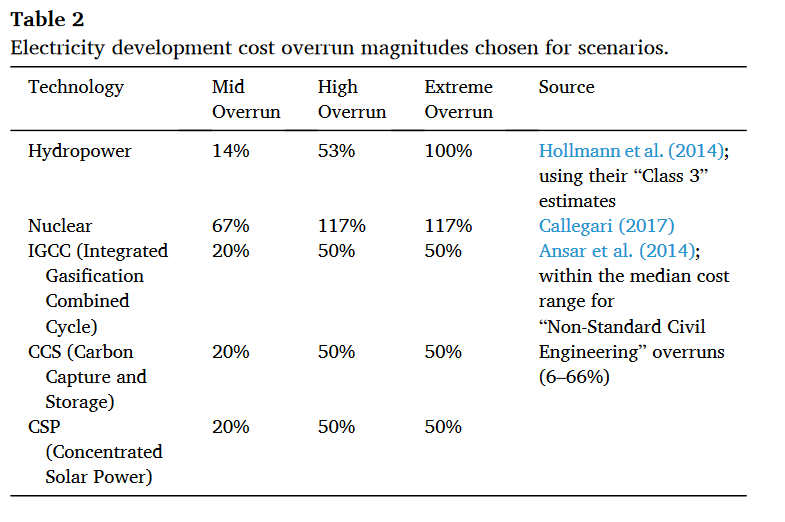 Table 2
Electricity development cost overrun magnitudes chosen for scenarios.
Technology Mid Overrun High Overrun Extreme Overrun Source
Hydropower 14% 53% 100% Hollmann et al. (2014);
using their “Class 3”
estimates
Nuclear 67% 117% 117% Callegari (2017)
IGCC (Integrated 20% 50% 50% Ansar et al. (2014);
Gasification within the median cost
Combined range for
Cycle) “Non-Standard Civil
CCS (Carbon 20% 50% 50% Engineering” overruns
Capture and (6–66%)
Storage)
CSP 20% 50% 50%
(Concentrated
Solar Power)